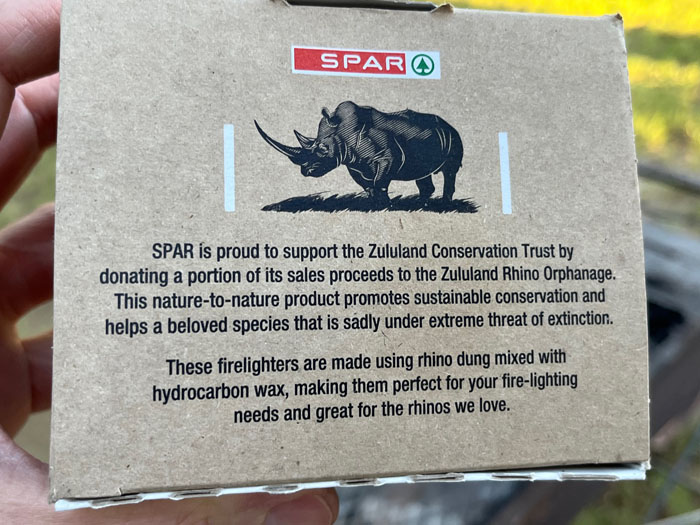 SPAR
SPAR is proud to support the Zululand Conservation Trust by
donating a portion of its sales proceeds to the Zululand Rhino Orphanage.
This nature-to-nature product promotes sustainable conservation and
helps a beloved species that is sadly under extreme threat of extinction.
These firelighters are made using rhino dung mixed with
hydrocarbon wax, making them perfect for your fire-lighting
needs and great for the rhinos we love.